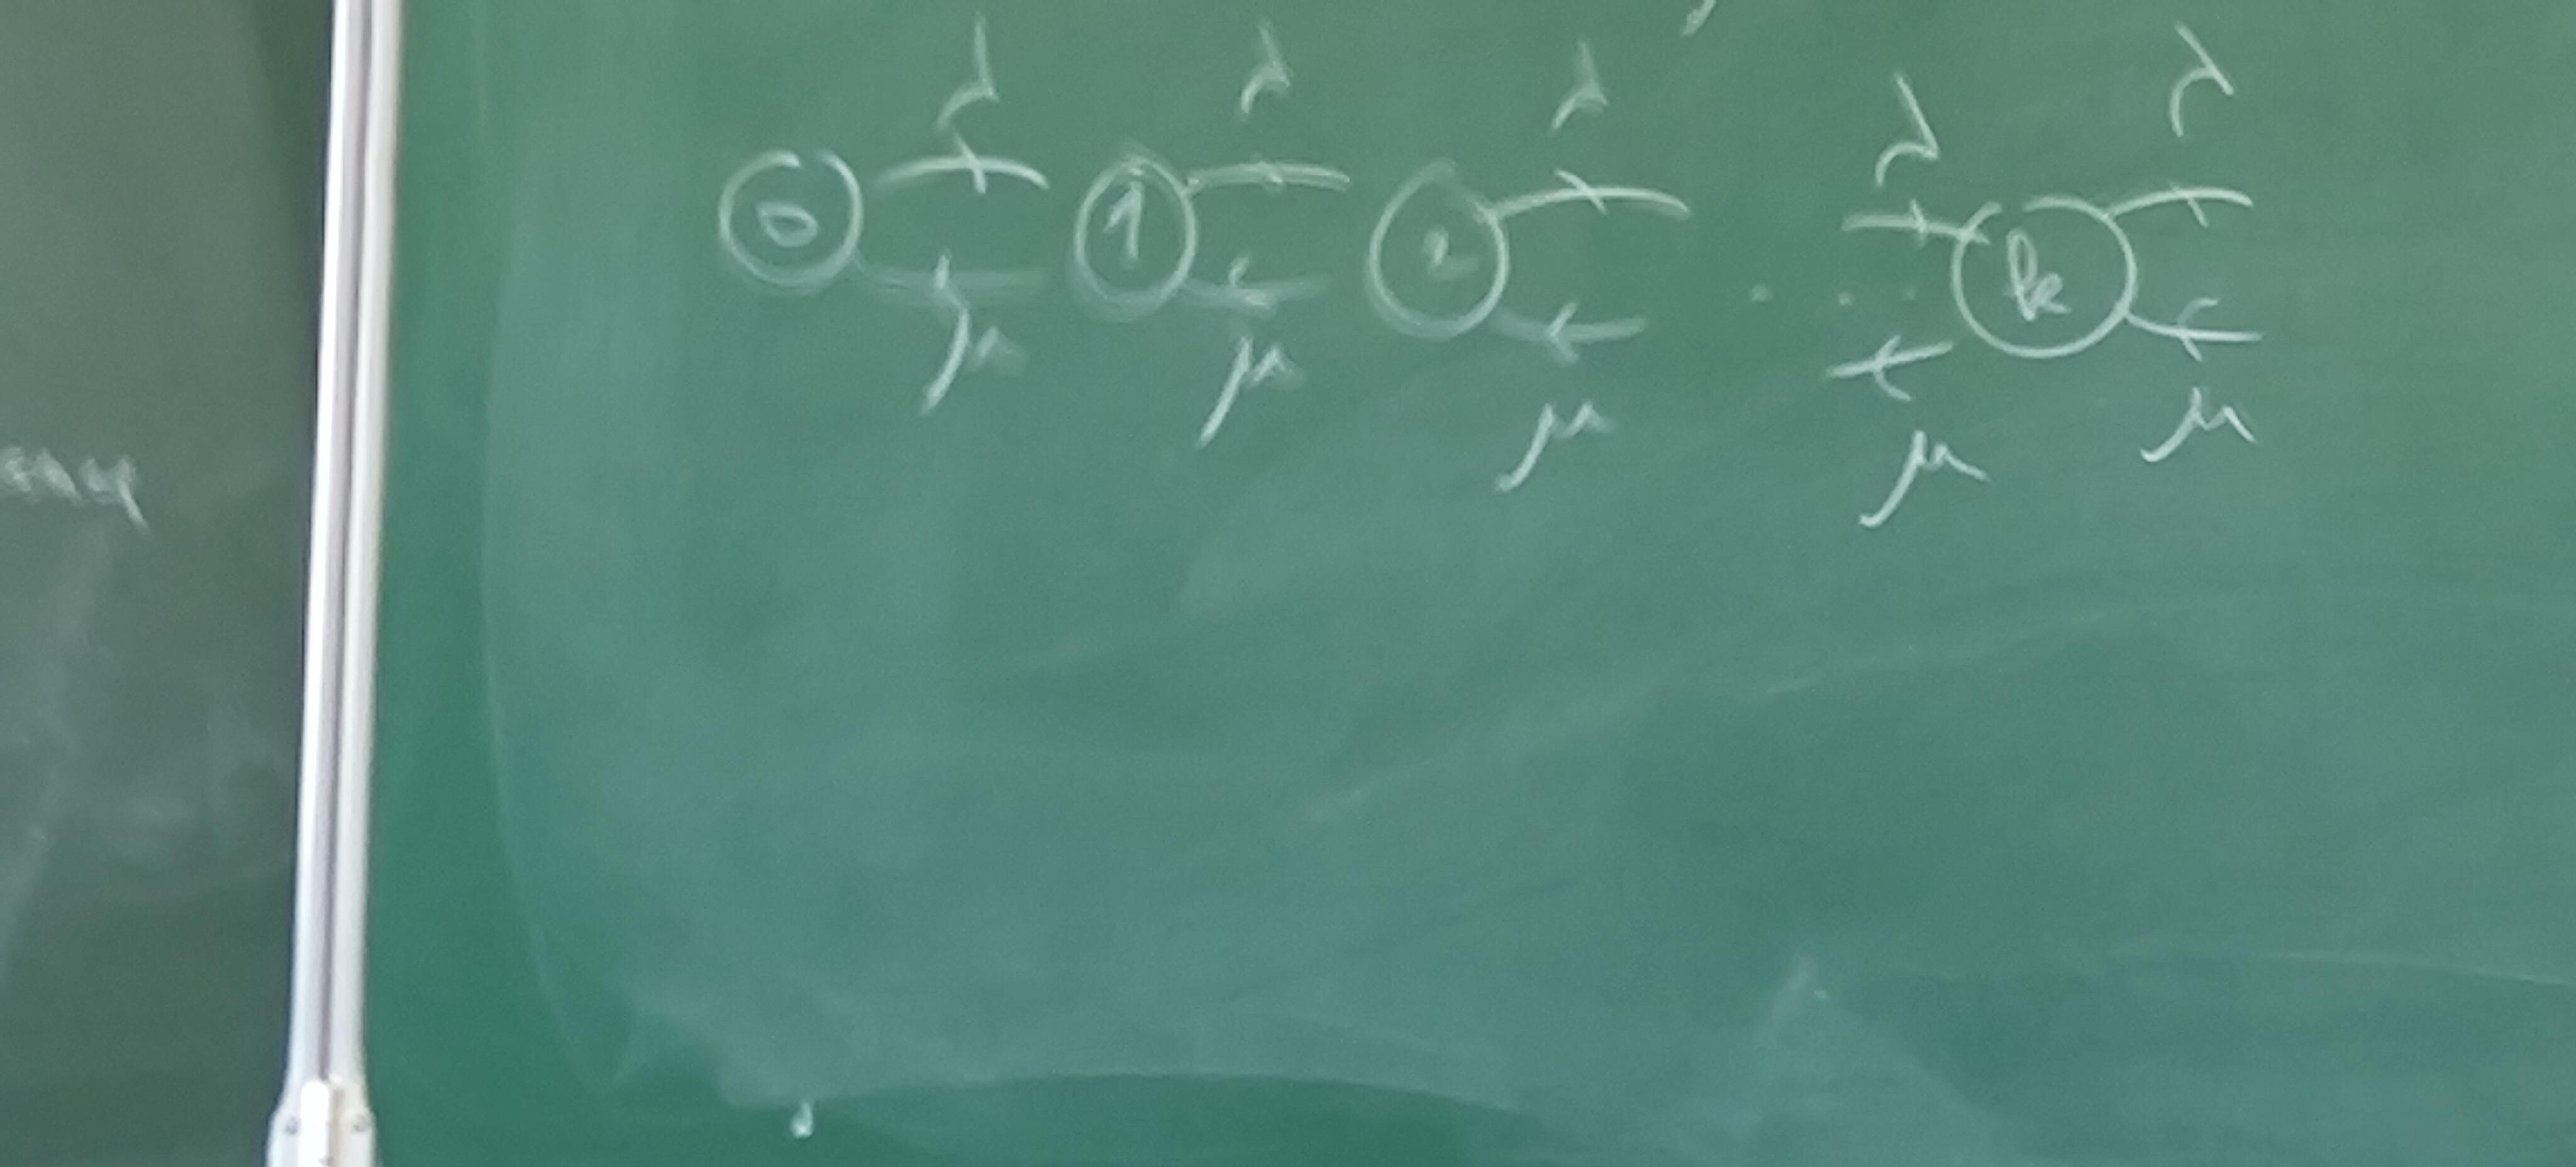 λ λ λ λ λ
0 1 2 . . . k
μ μ μ μ μ